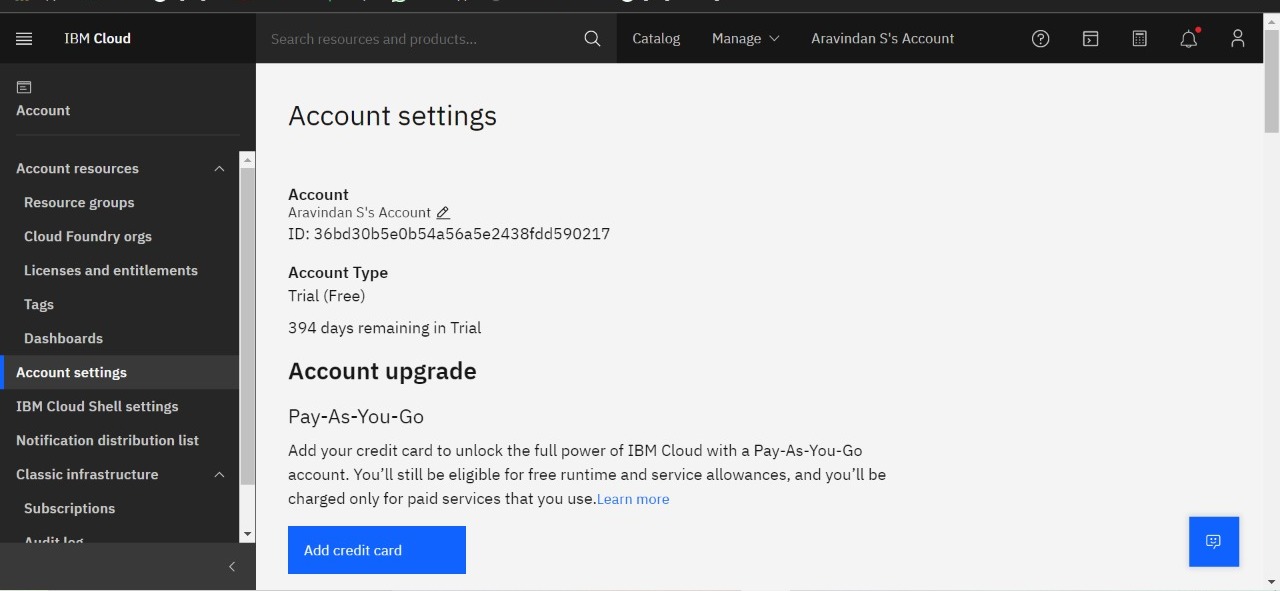 IBM Cloud
Search resources and products...
Catalog
Manage
Aravindan S's Account
Account
Account resources
Resource groups
Cloud Foundry orgs
Licenses and entitlements
Tags
Dashboards
Account settings
IBM Cloud Shell settings
Notification distribution list
Classic infrastructure
Subscriptions
Audit log
Account settings
Account
Aravindan S's Account
ID: 36bd30b5e0b54a56a5e2438fdd590217
Account Type
Trial (Free)
394 days remaining in Trial
Account upgrade
Pay-As-You-Go
Add your credit card to unlock the full power of IBM Cloud with a Pay-As-You-Go
account. You’ll still be eligible for free runtime and service allowances, and you’ll be
charged only for paid services that you use.Learn more
Add credit card